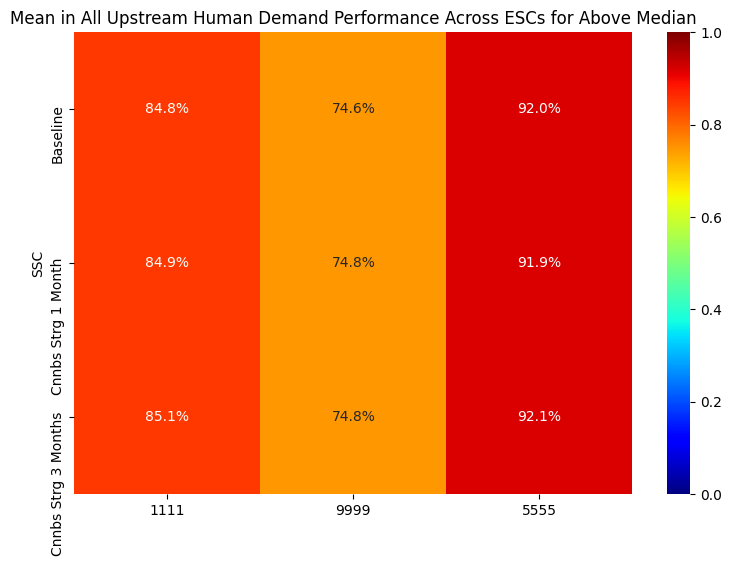 Mean in All Upstream Human Demand Performance Across ESCs for Above Median
SSC
Baseline
84.8% 74.6% 92.0%
Cnnbs Strg 1 Month
84.9% 74.8% 91.9%
Cnnbs Strg 3 Months
85.1% 74.8% 92.1%
1111 9999 5555
1.0
0.8
0.6
0.4
0.2
0.0